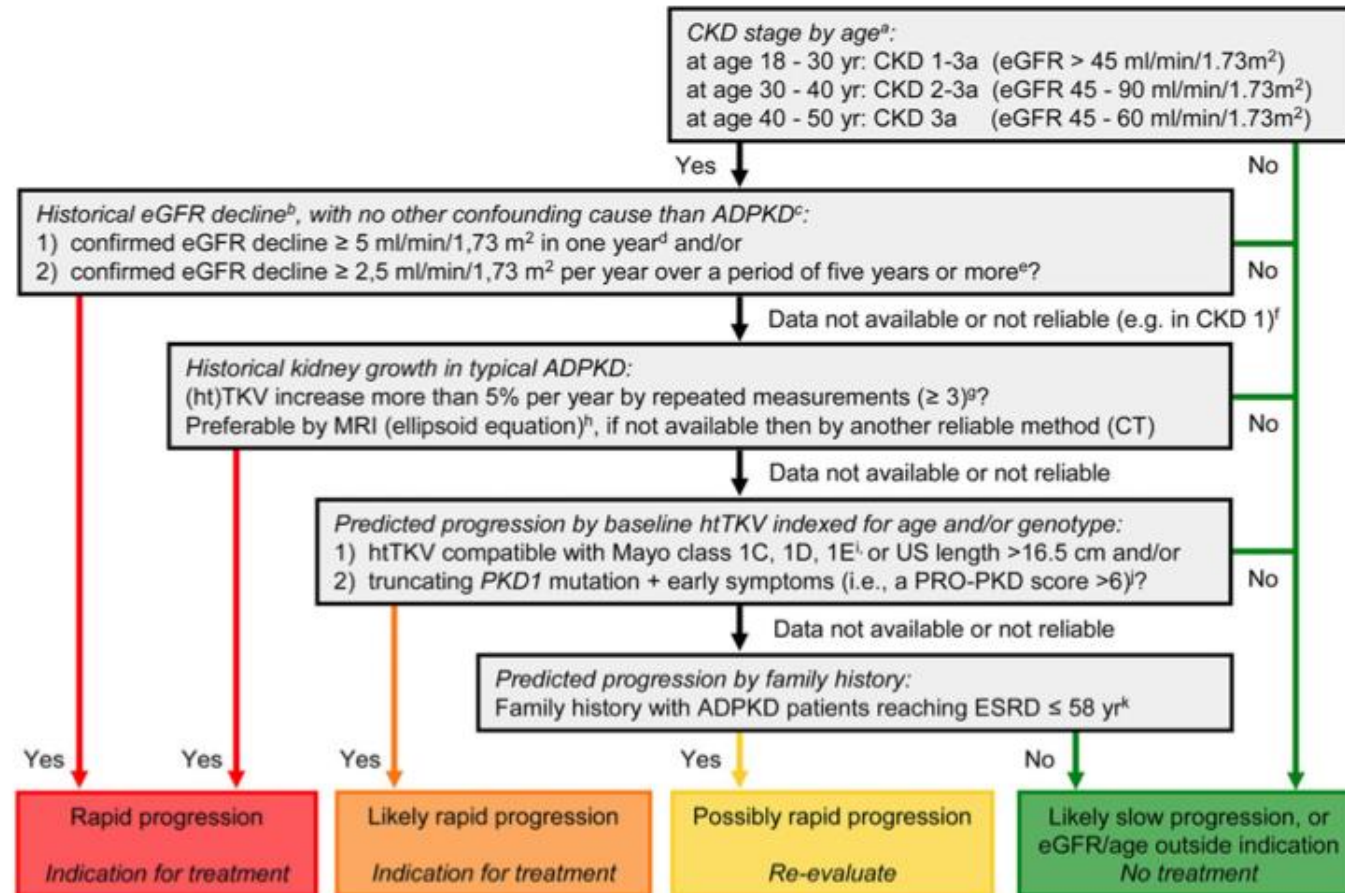 CKD stage by ageᵃ:
at age 18 - 30 yr: CKD 1-3a (eGFR > 45 ml/min/1.73m²)
at age 30 - 40 yr: CKD 2-3a (eGFR 45 - 90 ml/min/1.73m²)
at age 40 - 50 yr: CKD 3a (eGFR 45 - 60 ml/min/1.73m²)
Yes
No
Historical eGFR declineᵇ, with no other confounding cause than ADPKDᶜ:
1) confirmed eGFR decline ≥ 5 ml/min/1,73 m² in one yearᵈ and/or
2) confirmed eGFR decline ≥ 2,5 ml/min/1,73 m² per year over a period of five years or moreᵉ?
No
Data not available or not reliable (e.g. in CKD 1)ᶠ
Historical kidney growth in typical ADPKD:
(ht)TKV increase more than 5% per year by repeated measurements (≥ 3)ᵍ?
Preferable by MRI (ellipsoid equation)ʰ, if not available then by another reliable method (CT)
No
Data not available or not reliable
Predicted progression by baseline htTKV indexed for age and/or genotype:
1) htTKV compatible with Mayo class 1C, 1D, 1Eⁱ, or US length >16.5 cm and/or
2) truncating PKD1 mutation + early symptoms (i.e., a PRO-PKD score >6)ʲ?
No
Data not available or not reliable
Predicted progression by family history:
Family history with ADPKD patients reaching ESRD ≤ 58 yrᵏ
Yes
Yes
Yes
Yes
No
Rapid progression
Indication for treatment
Likely rapid progression
Indication for treatment
Possibly rapid progression
Re-evaluate
Likely slow progression, or
eGFR/age outside indication
No treatment